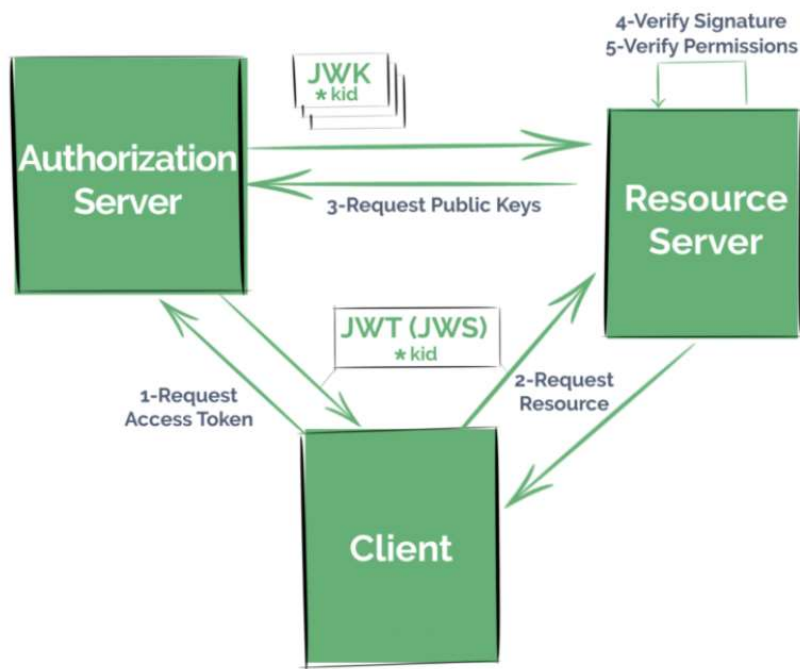 4-Verify Signature
5-Verify Permissions
JWK
* kid
Authorization
Server
3-Request Public Keys
Resource
Server
JWT (JWS)
* kid
1-Request
Access Token
2-Request
Resource
Client